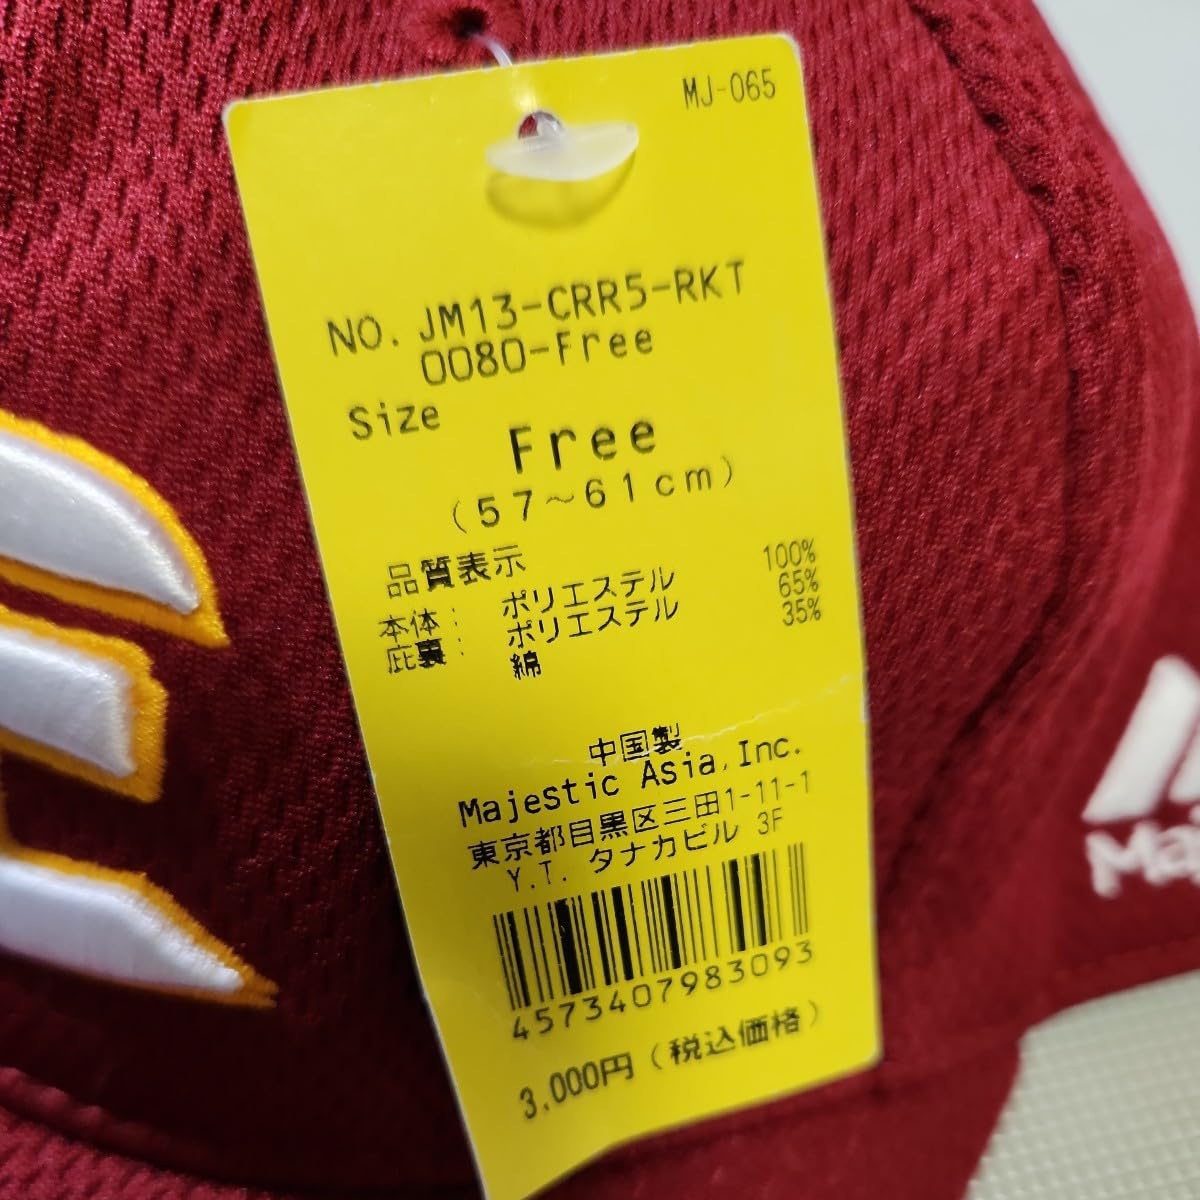 MJ-065
NO. JM13-CRR5-RKT
0080-Free
Size
Free
(57～61cm)
品質表示
本体： ポリエステル 100%
庇裏： ポリエステル 65%
綿 35%
中国製
Majestic Asia, Inc.
東京都目黒区三田1-11-1
Y.T. タナカビル 3F
4573407983093
3,000円（税込価格）